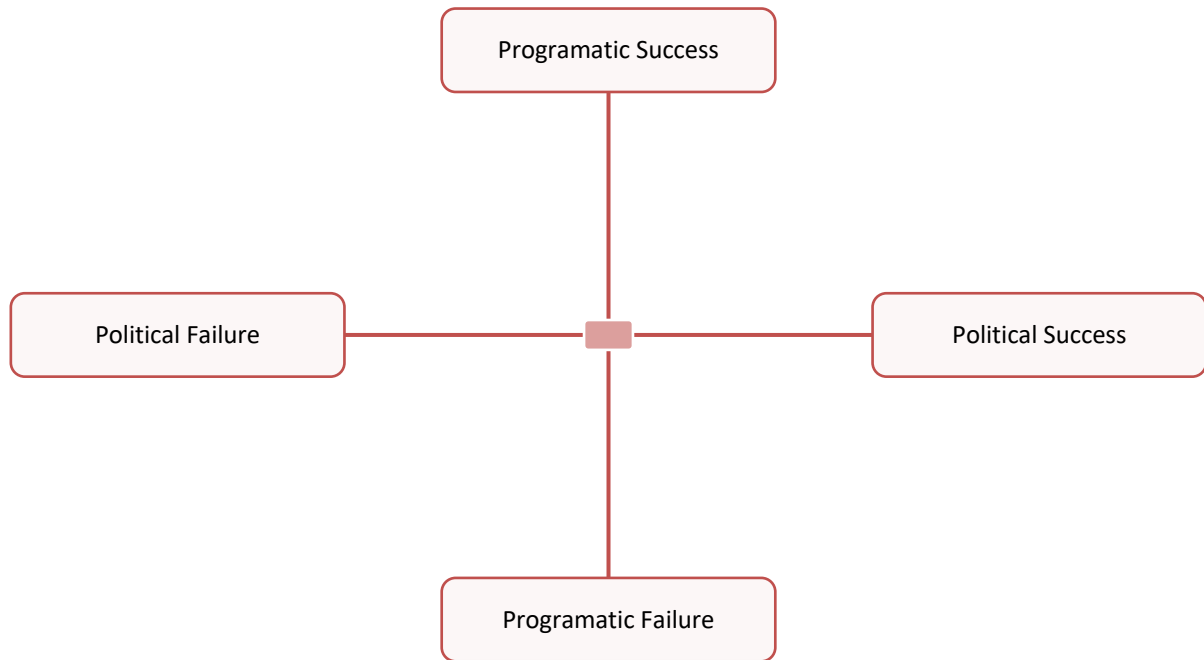 Programatic Success
Political Failure
Political Success
Programatic Failure